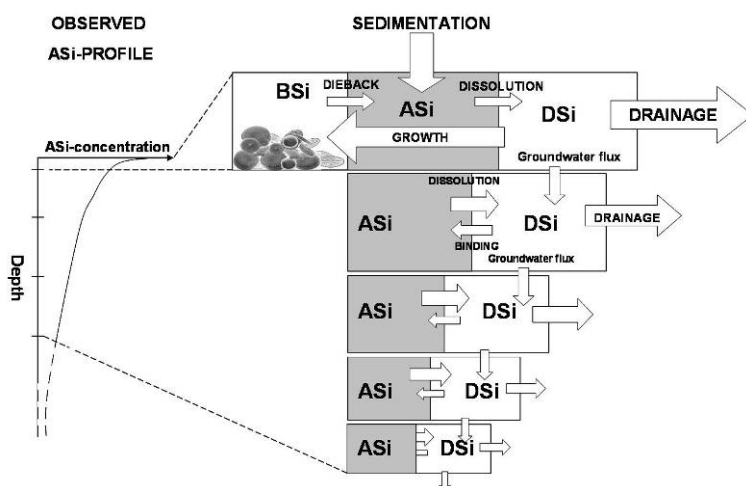 OBSERVED
ASi-PROFILE
SEDIMENTATION
BSi
DIEBACK
ASi
DISSOLUTION
DSi
DRAINAGE
GROWTH
Groundwater flux
ASi-concentration
Depth
DISSOLUTION
ASi
DSi
DRAINAGE
BINDING
Groundwater flux
ASi
DSi
ASi
DSi
ASi
DSi